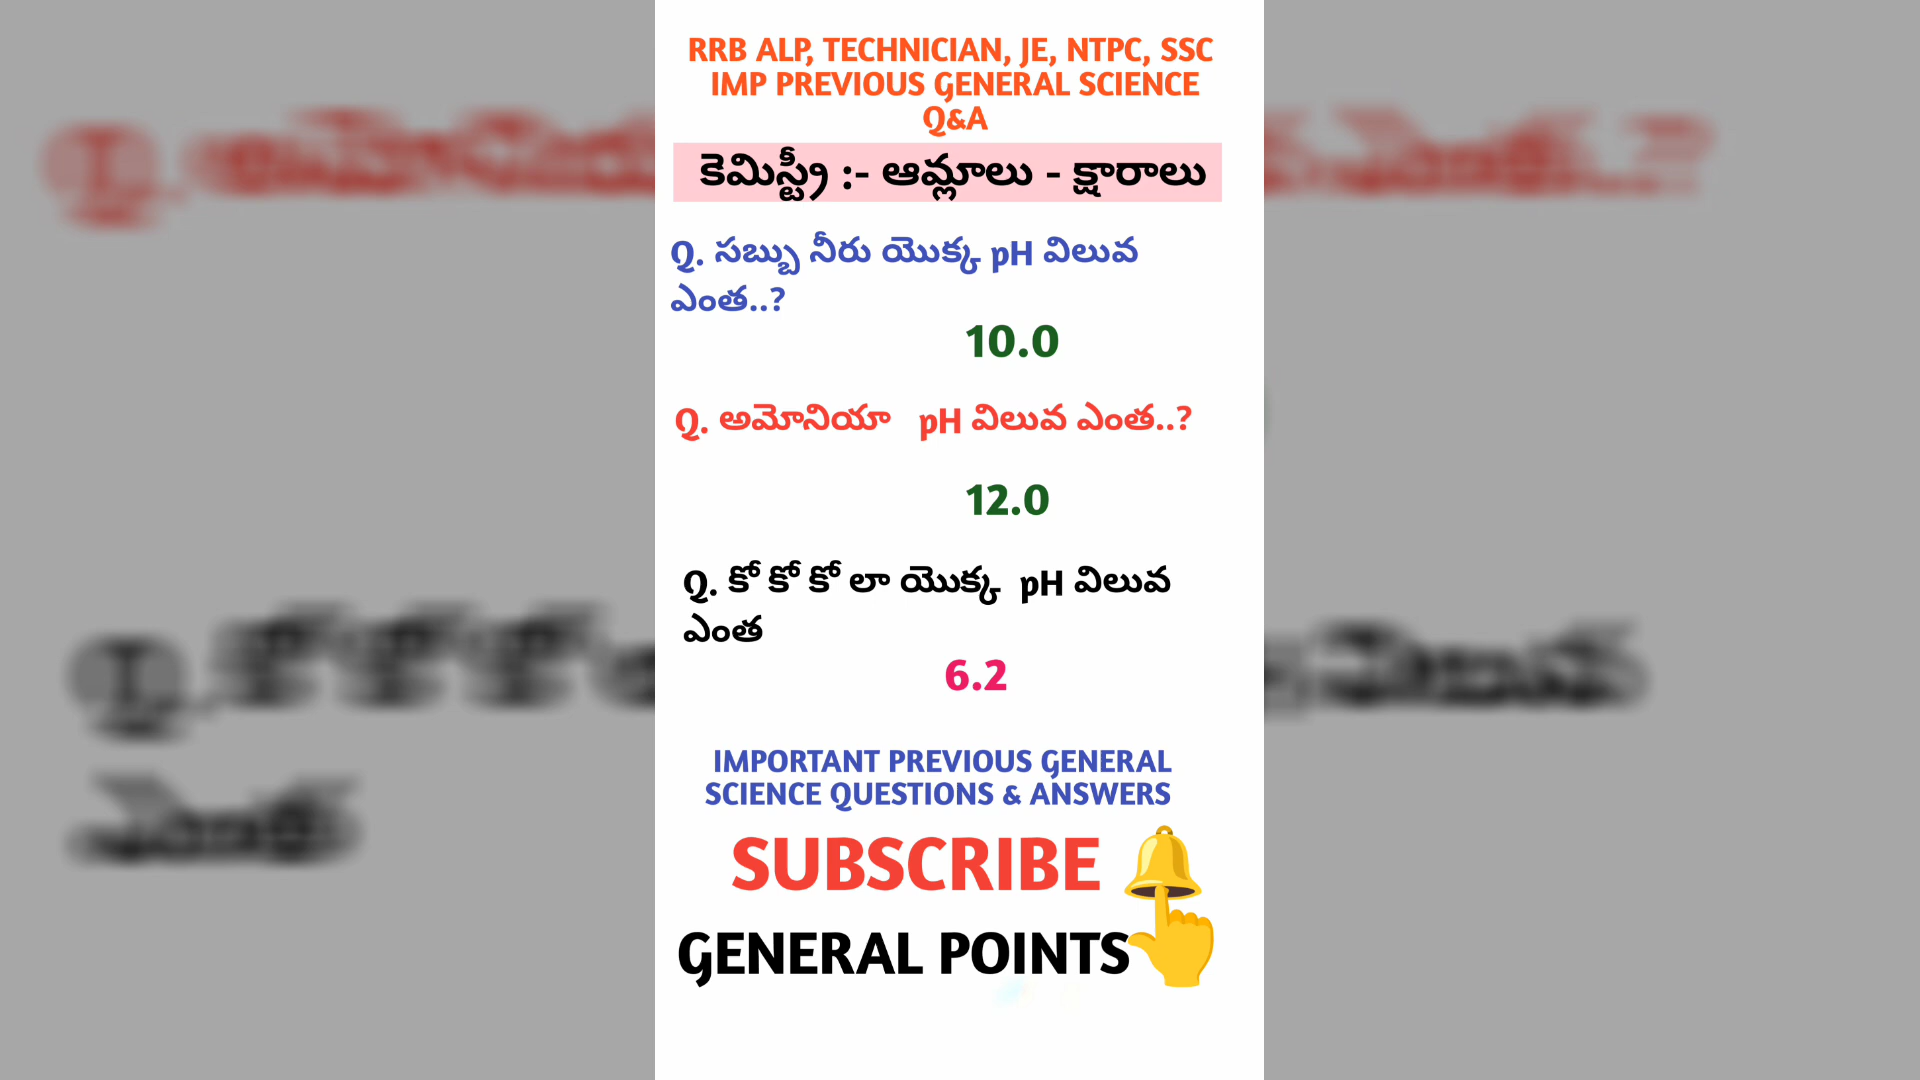 RRB ALP, TECHNICIAN, JE, NTPC, SSC
IMP PREVIOUS GENERAL SCIENCE
Q&A
కెమిస్ట్రీ :- ఆమ్లాలు - క్షారాలు
Q. సబ్బు నీరు యొక్క pH విలువ
ఎంత..?
10.0
Q. అమోనియా pH విలువ ఎంత..?
12.0
Q. కో కో కో లా యొక్క pH విలువ
ఎంత
6.2
IMPORTANT PREVIOUS GENERAL
SCIENCE QUESTIONS & ANSWERS
SUBSCRIBE
GENERAL POINTS